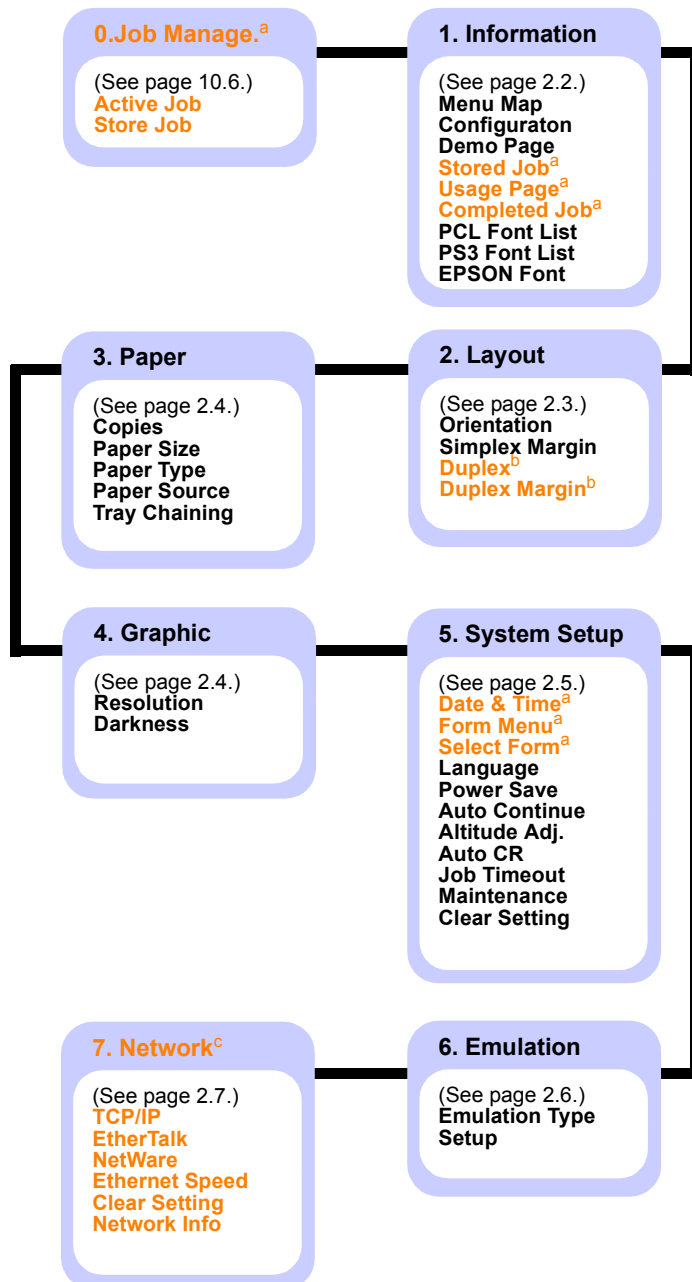 0.Job Manage.a
(See page 10.6.)
Active Job
Store Job
1. Information
(See page 2.2.)
Menu Map
Configuraton
Demo Page
Stored Joba
Usage Pagea
Completed Joba
PCL Font List
PS3 Font List
EPSON Font
2. Layout
(See page 2.3.)
Orientation
Simplex Margin
Duplexb
Duplex Marginb
3. Paper
(See page 2.4.)
Copies
Paper Size
Paper Type
Paper Source
Tray Chaining
4. Graphic
(See page 2.4.)
Resolution
Darkness
5. System Setup
(See page 2.5.)
Date & Timea
Form Menua
Select Forma
Language
Power Save
Auto Continue
Altitude Adj.
Auto CR
Job Timeout
Maintenance
Clear Setting
6. Emulation
(See page 2.6.)
Emulation Type
Setup
7. Networkc
(See page 2.7.)
TCP/IP
EtherTalk
NetWare
Ethernet Speed
Clear Setting
Network Info